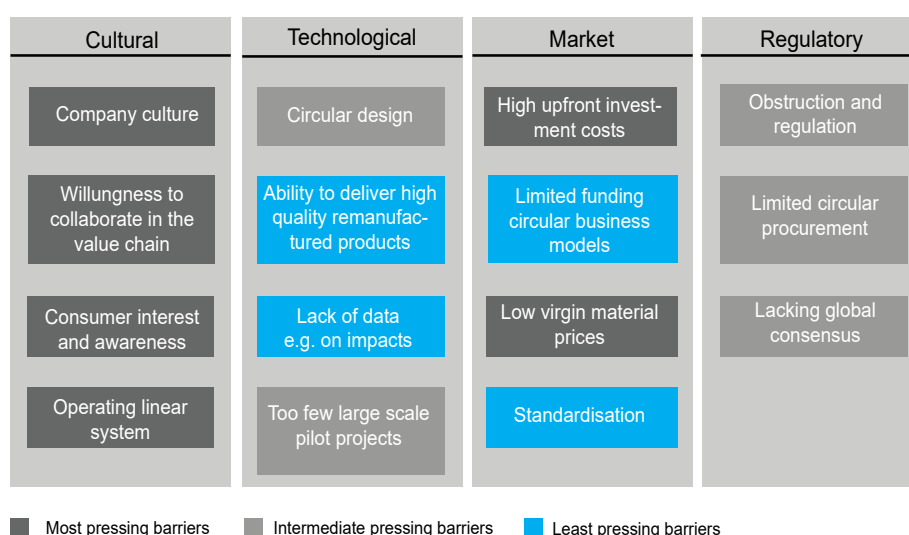 Cultural
Company culture
Willungness to
collaborate in the
value chain
Consumer interest
and awareness
Operating linear
system
Technological
Circular design
Ability to deliver high
quality remanufac-
tured products
Lack of data
e.g. on impacts
Too few large scale
pilot projects
Market
High upfront invest-
ment costs
Limited funding
circular business
models
Low virgin material
prices
Standardisation
Regulatory
Obstruction and
regulation
Limited circular
procurement
Lacking global
consensus
Most pressing barriers
Intermediate pressing barriers
Least pressing barriers